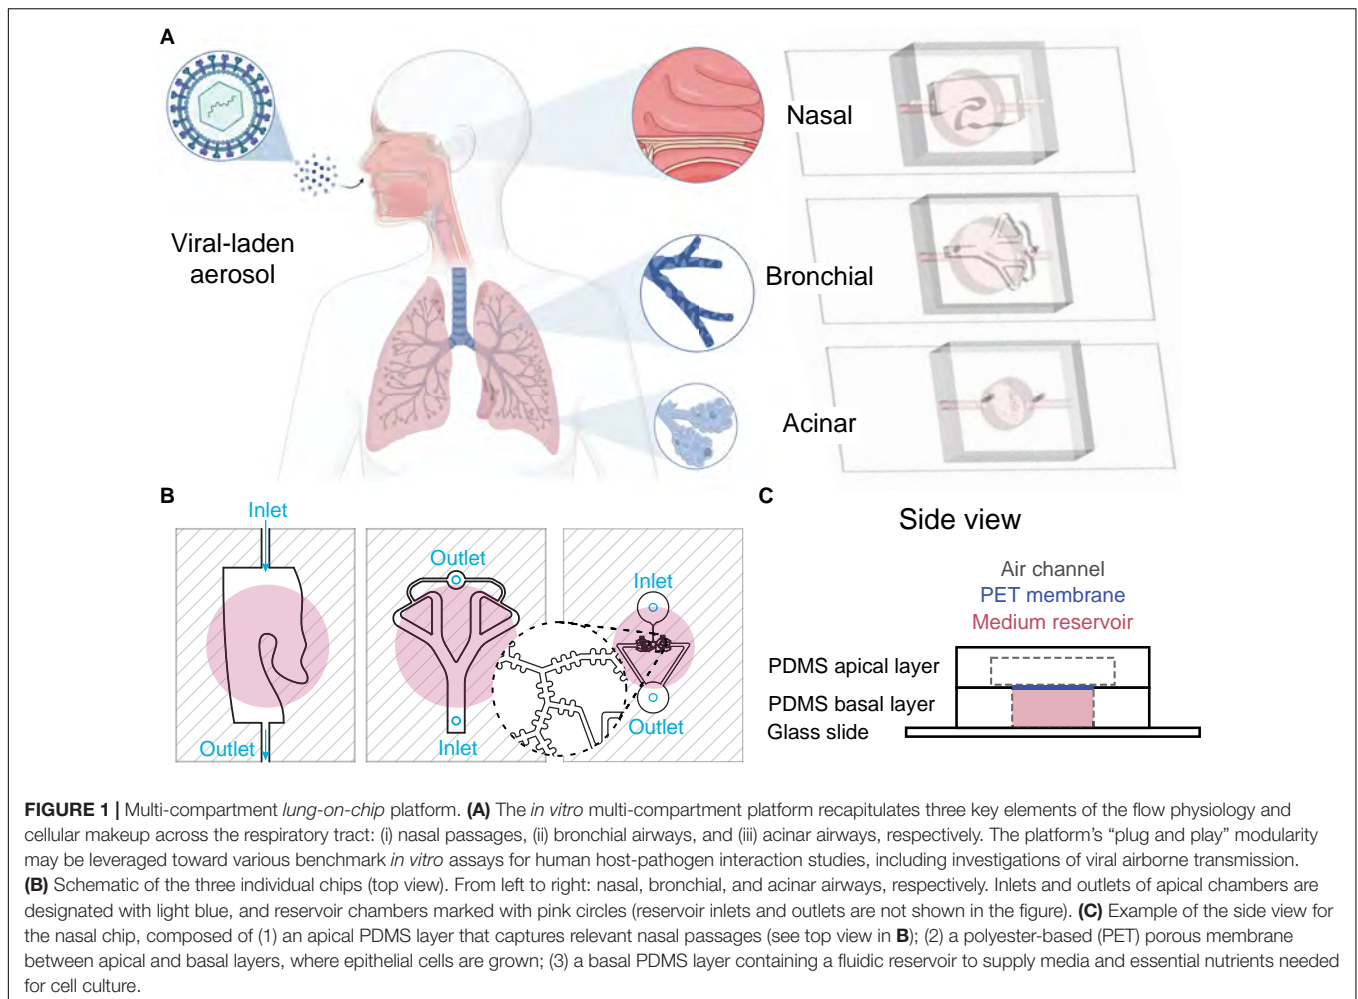 A
Nasal
Viral-laden
aerosol
Bronchial
Acinar
B
Inlet
Outlet
Outlet
Inlet
Inlet
Outlet
C
Side view
Air channel
PET membrane
Medium reservoir
PDMS apical layer
PDMS basal layer
Glass slide
FIGURE 1 | Multi-compartment lung-on-chip platform. (A) The in vitro multi-compartment platform recapitulates three key elements of the flow physiology and
cellular makeup across the respiratory tract: (i) nasal passages, (ii) bronchial airways, and (iii) acinar airways, respectively. The platform's “plug and play” modularity
may be leveraged toward various benchmark in vitro assays for human host-pathogen interaction studies, including investigations of viral airborne transmission.
(B) Schematic of the three individual chips (top view). From left to right: nasal, bronchial, and acinar airways, respectively. Inlets and outlets of apical chambers are
designated with light blue, and reservoir chambers marked with pink circles (reservoir inlets and outlets are not shown in the figure). (C) Example of the side view for
the nasal chip, composed of (1) an apical PDMS layer that captures relevant nasal passages (see top view in B); (2) a polyester-based (PET) porous membrane
between apical and basal layers, where epithelial cells are grown; (3) a basal PDMS layer containing a fluidic reservoir to supply media and essential nutrients needed
for cell culture.